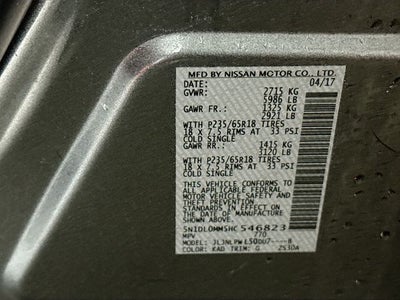 MFD BY NISSAN MOTOR CO., LTD.
DATE: 04/17
GVWR: 2715 KG
5986 LB
GAWR FR.: 1325 KG
2921 LB
WITH P235/65R18 TIRES
18 X 7.5 RIMS AT 33 PSI
COLD SINGLE
GAWR RR.: 1415 KG
3120 LB
WITH P235/65R18 TIRES
18 X 7.5 RIMS AT 33 PSI
COLD SINGLE
THIS VEHICLE CONFORMS TO
ALL APPLICABLE FEDERAL
MOTOR VEHICLE SAFETY
AND THEFT PREVENTION
STANDARDS IN EFFECT ON
THE DATE OF MANUFACTURE
SHOWN ABOVE.
5N1DL0MM5HC 546823
MPV 770
MODEL:
COLOR: KAD TRIM: G